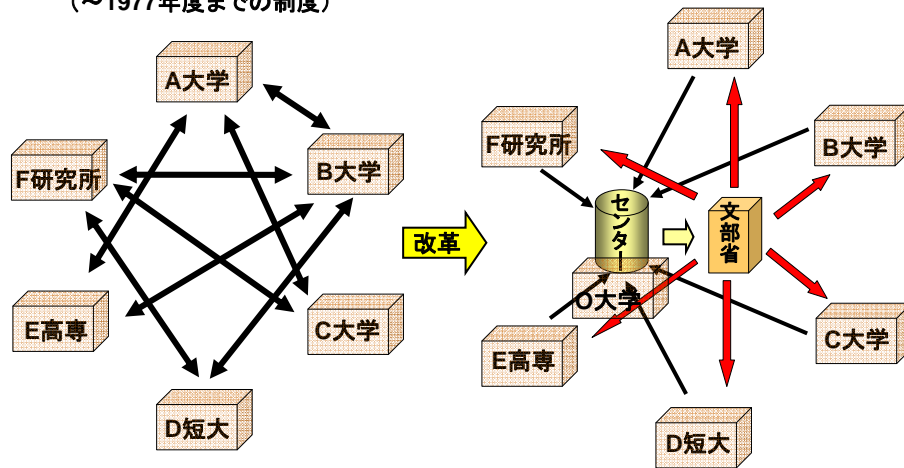 （～1977年度までの制度）
A大学
F研究所
B大学
E高専
C大学
D短大
改革
A大学
F研究所
B大学
センター
文部省
O大学
E高専
C大学
D短大